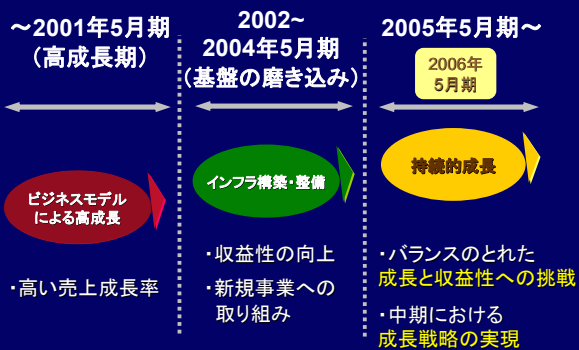 ～2001年5月期
（高成長期）
ビジネスモデル
による高成長
・高い売上成長率
2002~
2004年5月期
（基盤の磨き込み）
インフラ構築・整備
・収益性の向上
・新規事業への
取り組み
2005年5月期～
2006年
5月期
持続的成長
・バランスのとれた
成長と収益性への挑戦
・中期における
成長戦略の実現